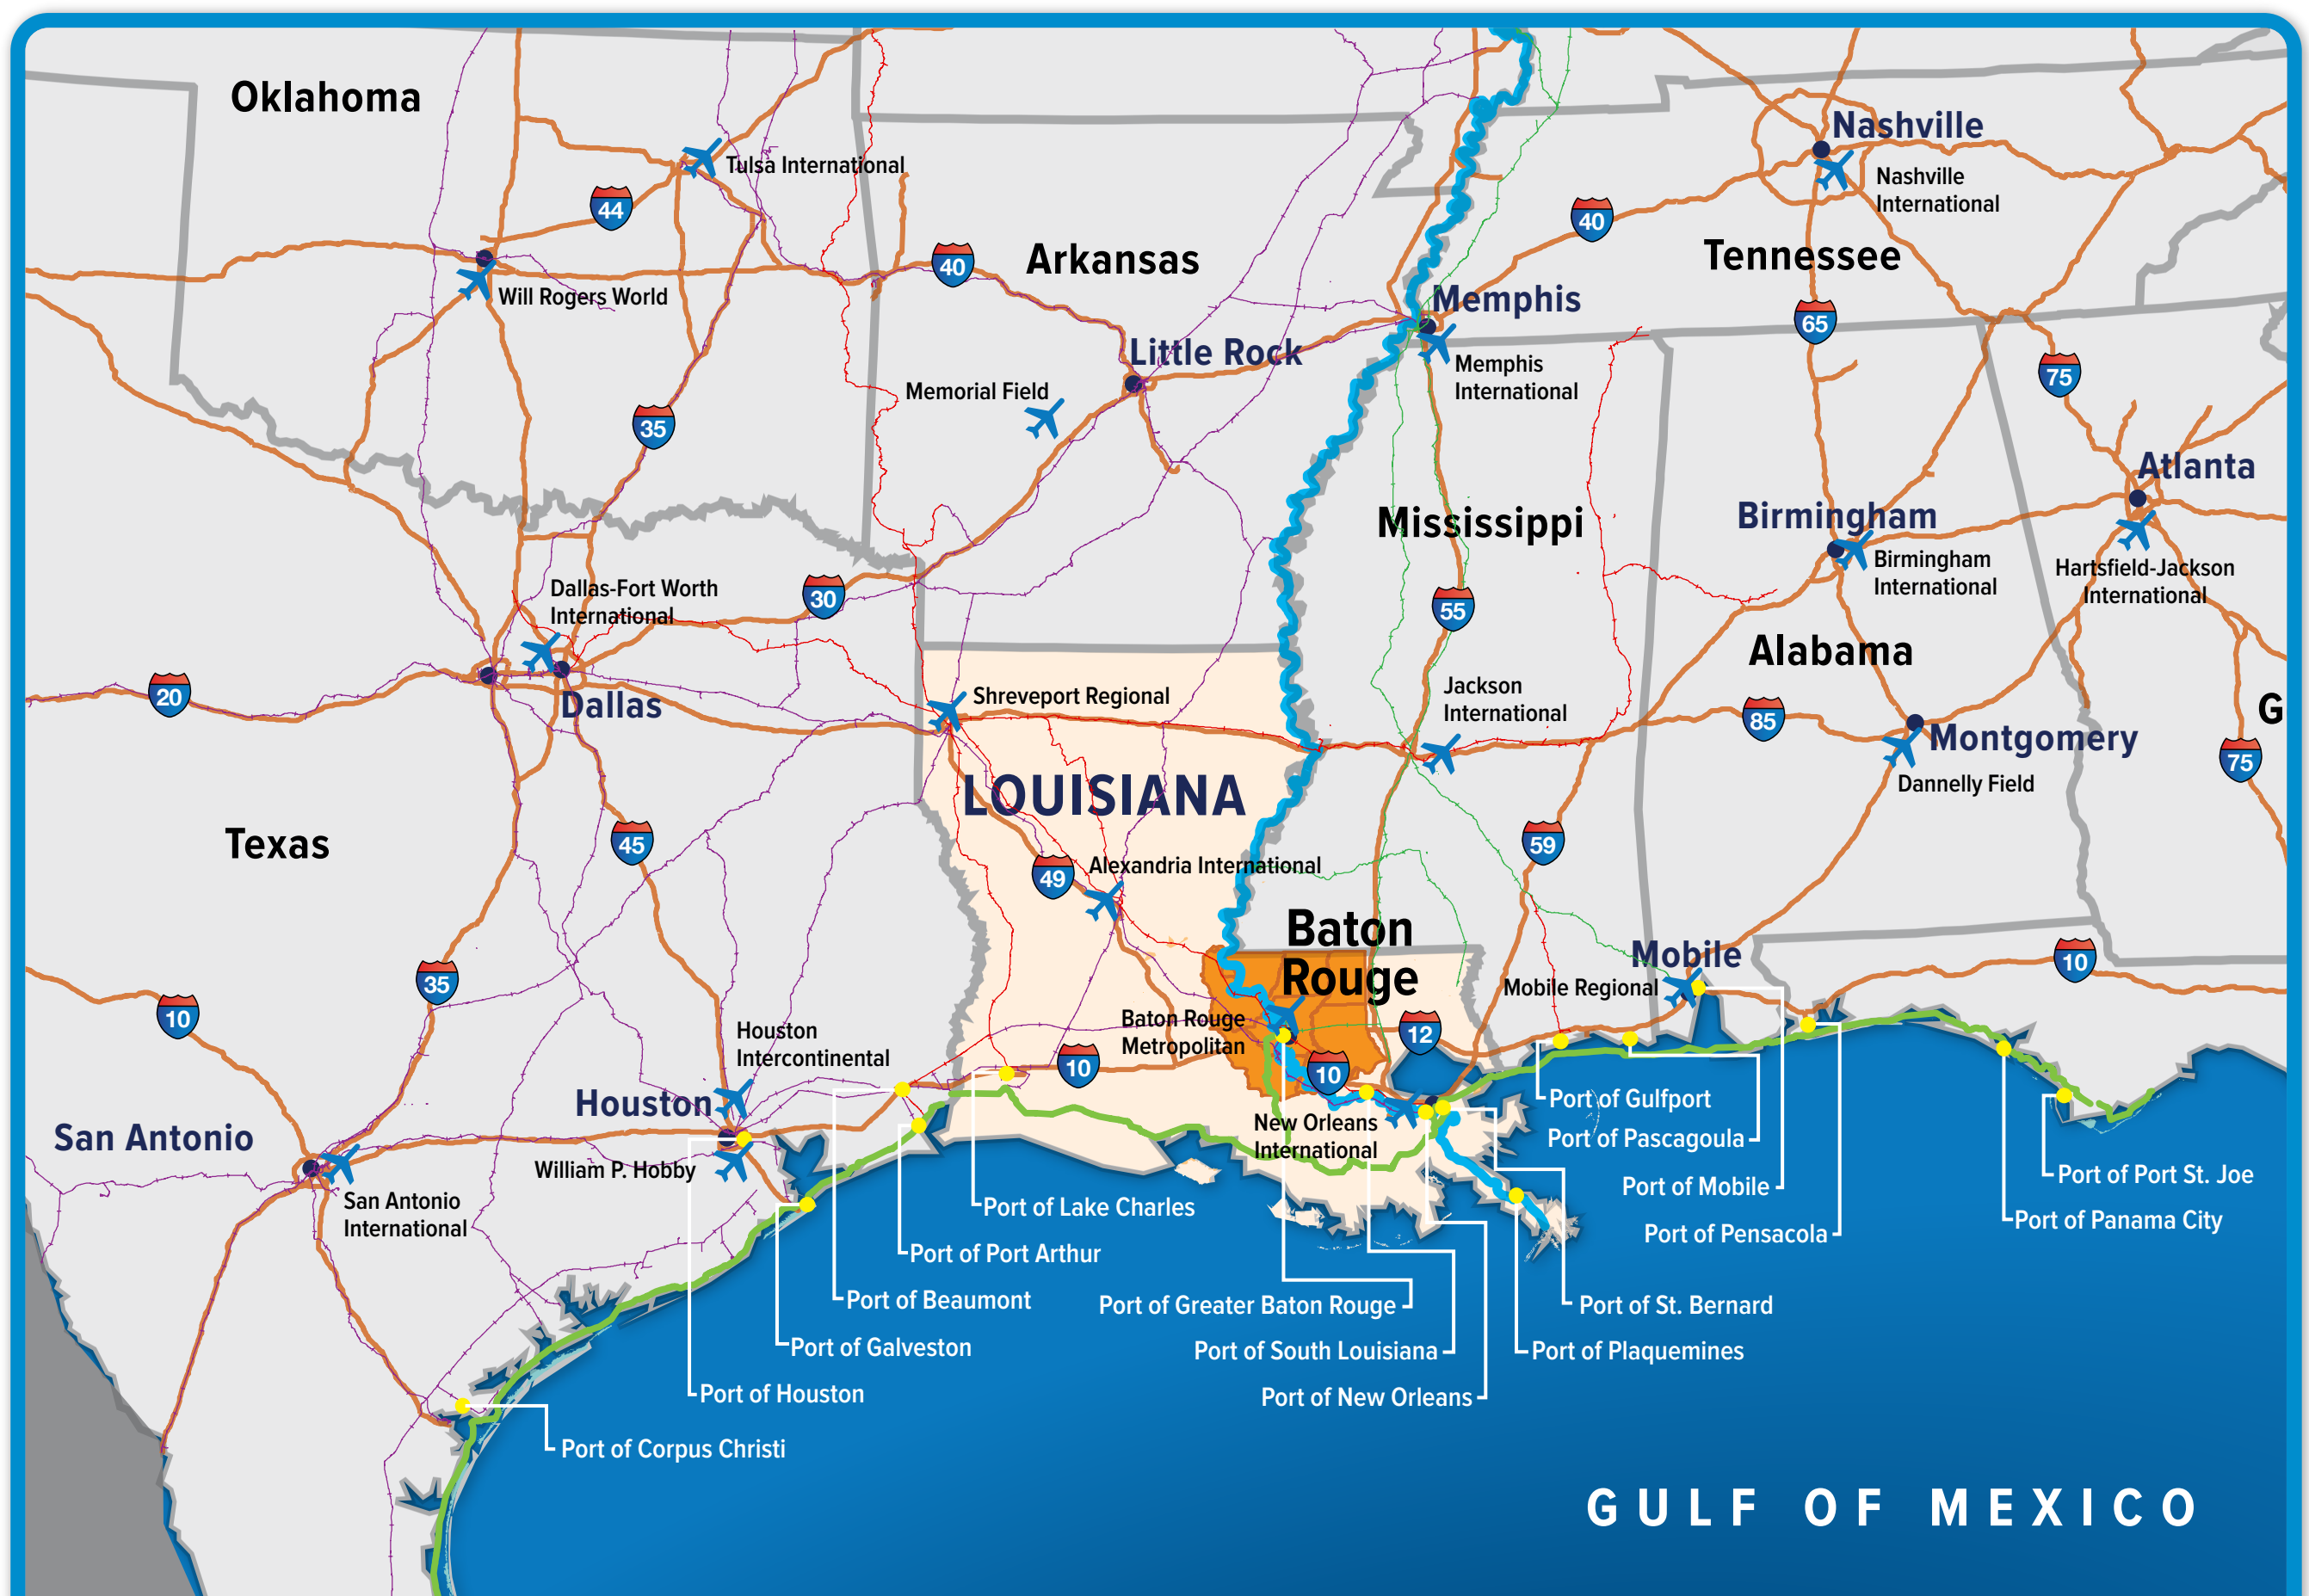 Oklahoma
Nashville
Tulsa International
Nashville
International
44
40
Tennessee
Arkansas
40
Will Rogers World
Memphis
65
Little Rock
Memphis
International
75
Memorial Field
35
Atlanta
Mississippi
Birmingham
Birmingham
International
Hartsfield-Jackson
International
Dallas-Fort Worth
International
30
55
Alabama
20
Shreveport Regional
Dallas
Jackson
International
85
G
Montgomery
75
Dannelly Field
LOUISIANA
Texas
45
59
Alexandria International
49
Baton
Rouge
Mobile
10
35
Mobile Regional
10
Baton Rouge
Metropolitan
12
Houston
Intercontinental
10
10
Houston
Port of Gulfport
San Antonio
New Orleans
International
Port of Pascagoula
William P. Hobby
Port of Port St. Joe
Port of Mobile
San Antonio
International
Port of Lake Charles
Port of Panama City
Port of Pensacola
Port of Port Arthur
Port of Beaumont
Port of Greater Baton Rouge
Port of St. Bernard
Port of Galveston
Port of South Louisiana
Port of Plaquemines
Port of Houston
Port of New Orleans
Port of Corpus Christi
GULF OF MEXICO